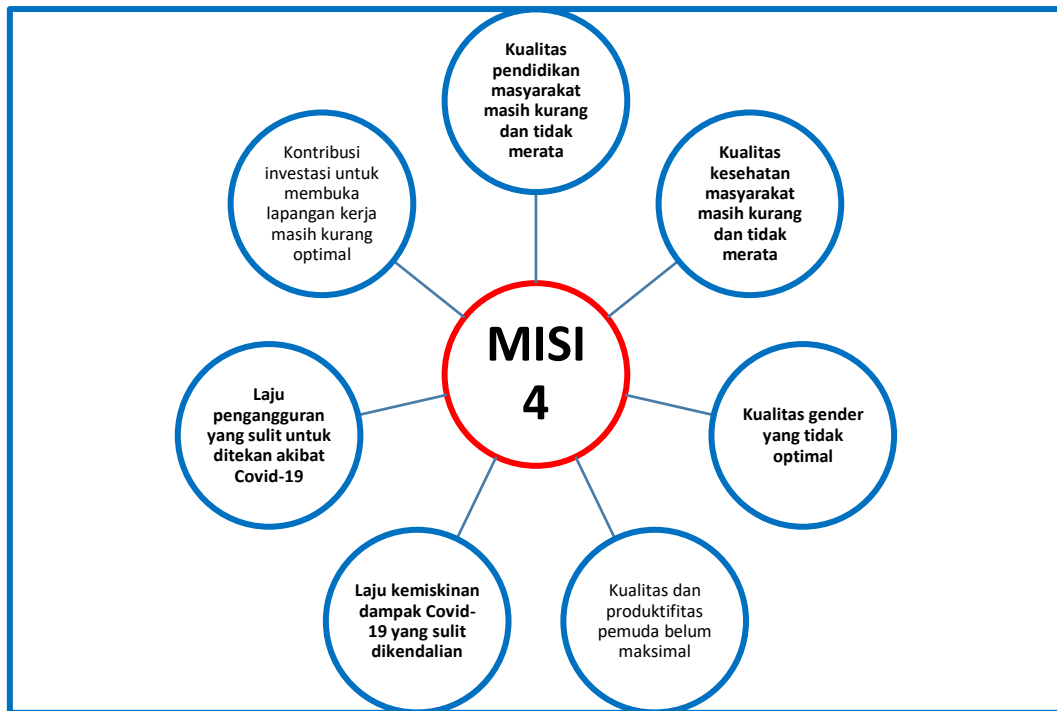 Kualitas
pendidikan
masyarakat
masih kurang
dan tidak
merata
Kualitas
kesehatan
masyarakat
masih kurang
dan tidak
merata
Kualitas gender
yang tidak
optimal
Kualitas dan
produktifitas
pemuda belum
maksimal
Laju kemiskinan
dampak Covid-
19 yang sulit
dikendalian
Laju
pengangguran
yang sulit untuk
ditekan akibat
Covid-19
Kontribusi
investasi untuk
membuka
lapangan kerja
masih kurang
optimal
MISI
4